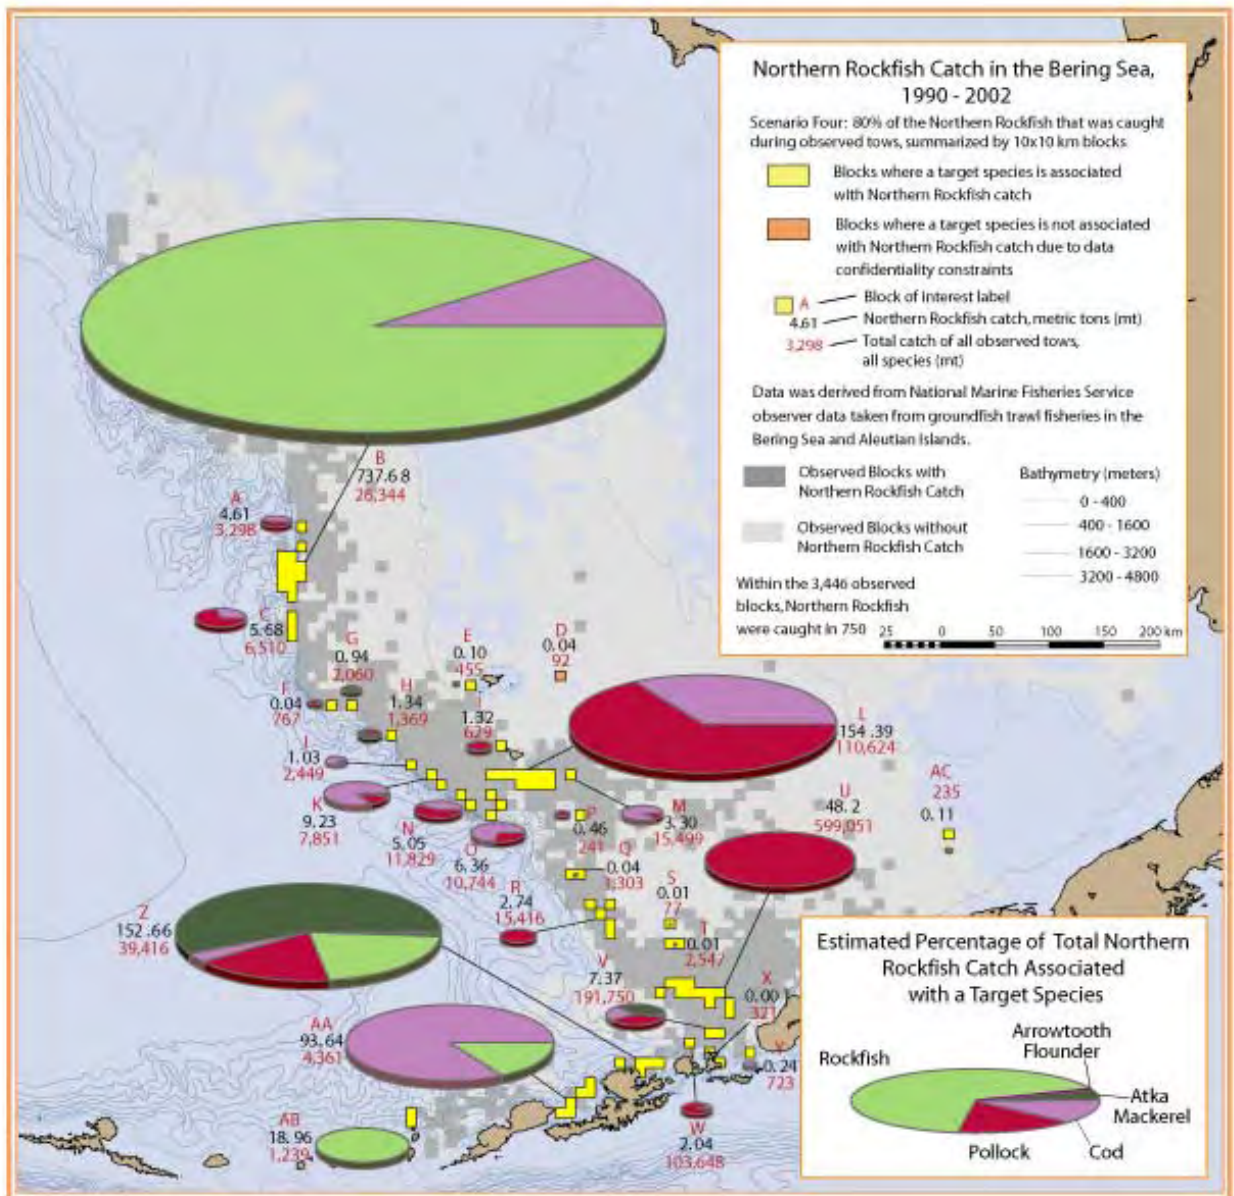 Northern Rockfish Catch in the Bering Sea,
1990 - 2002
Scenario Four: 80% of the Northern Rockfish that was caught
during observed tows, summarized by 10x10 km blocks
Blocks where a target species is associated
with Northern Rockfish catch
Blocks where a target species is not associated
with Northern Rockfish catch due to data
confidentiality constraints
A
Block of interest label
4.61
Northern Rockfish catch, metric tons (mt)
3,298
Total catch of all observed tows,
all species (mt)
Data was derived from National Marine Fisheries Service
observer data taken from groundfish trawl fisheries in the
Bering Sea and Aleutian Islands.
Observed Blocks with
Northern Rockfish Catch
Observed Blocks without
Northern Rockfish Catch
Bathymetry (meters)
0 - 400
400 - 1600
1600 - 3200
3200 - 4800
Within the 3,446 observed
blocks, Northern Rockfish
were caught in 750
25 0 50 100 150 200 km
B
737.68
26,344
A
4.61
3,298
C
5.68
6,510
G
0.94
2,060
E
0.10
455
D
0.04
92
F
0.04
767
H
1.34
1,369
1.32
629
1.03
2,449
L
154.39
110,624
K
9.23
7,851
N
5.05
11,829
O
6.36
10,744
M
3.30
15,499
P
0.46
241
U
48.2
599,051
AC
235
0.11
Q
0.04
1,303
R
2.74
15,416
S
0.01
77
T
0.01
2,547
V
7.37
191,750
X
0.00
321
Y
0.24
723
Z
152.66
39,416
AA
93.64
4,361
AB
18.96
1,239
W
2.04
103,648
Estimated Percentage of Total Northern
Rockfish Catch Associated
with a Target Species
Rockfish
Arrowtooth
Flounder
Atka
Mackerel
Cod
Pollock